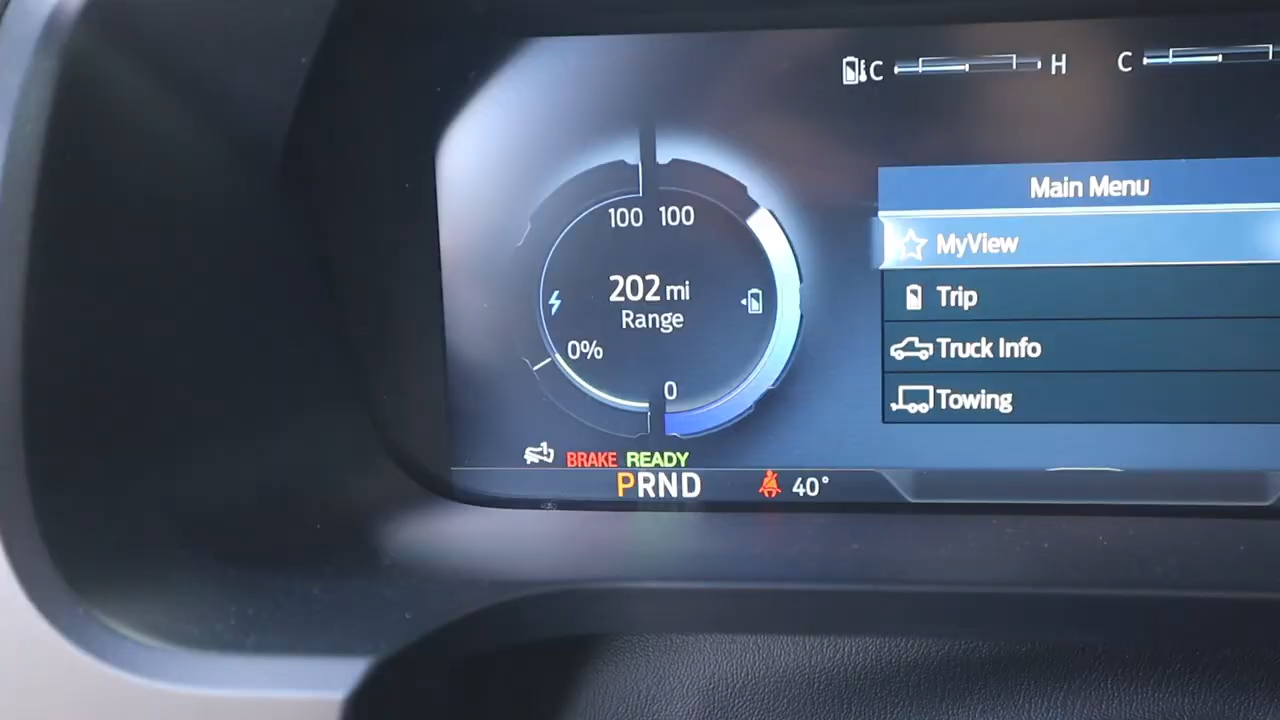 C H C
Main Menu
100 100
MyView
202 mi
Range
Trip
0%
Truck Info
0
Towing
BRAKE READY
PRND
40°